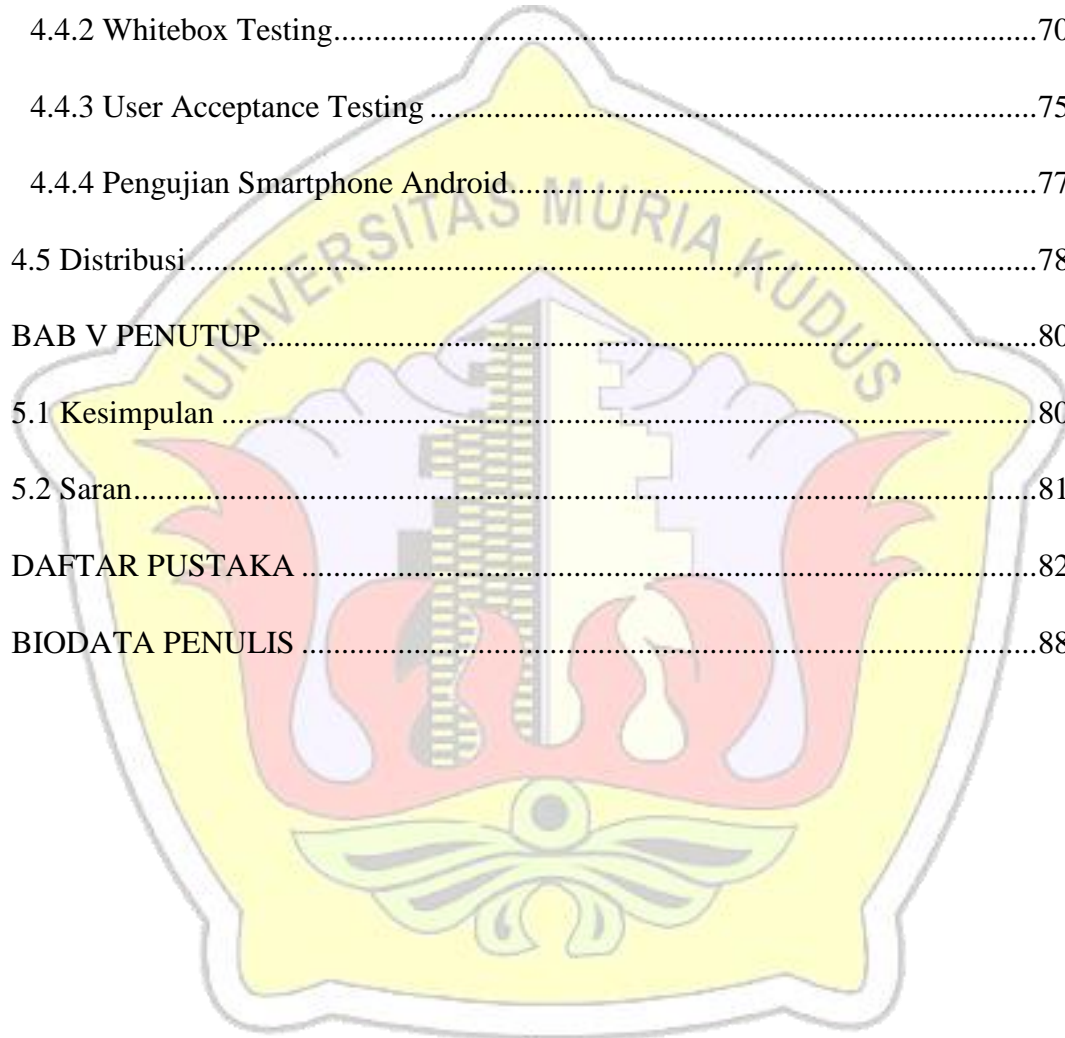 4.4.2 Whitebox Testing......................................................................................70
4.4.3 User Acceptance Testing..........................................................................75
4.4.4 Pengujian Smartphone Android................................................................77
4.5 Distribusi......................................................................................................78
BAB V PENUTUP..............................................................................................80
5.1 Kesimpulan..................................................................................................80
5.2 Saran.............................................................................................................81
DAFTAR PUSTAKA.........................................................................................82
BIODATA PENULIS.........................................................................................88
UNIVERSITAS MURIA KUDUS